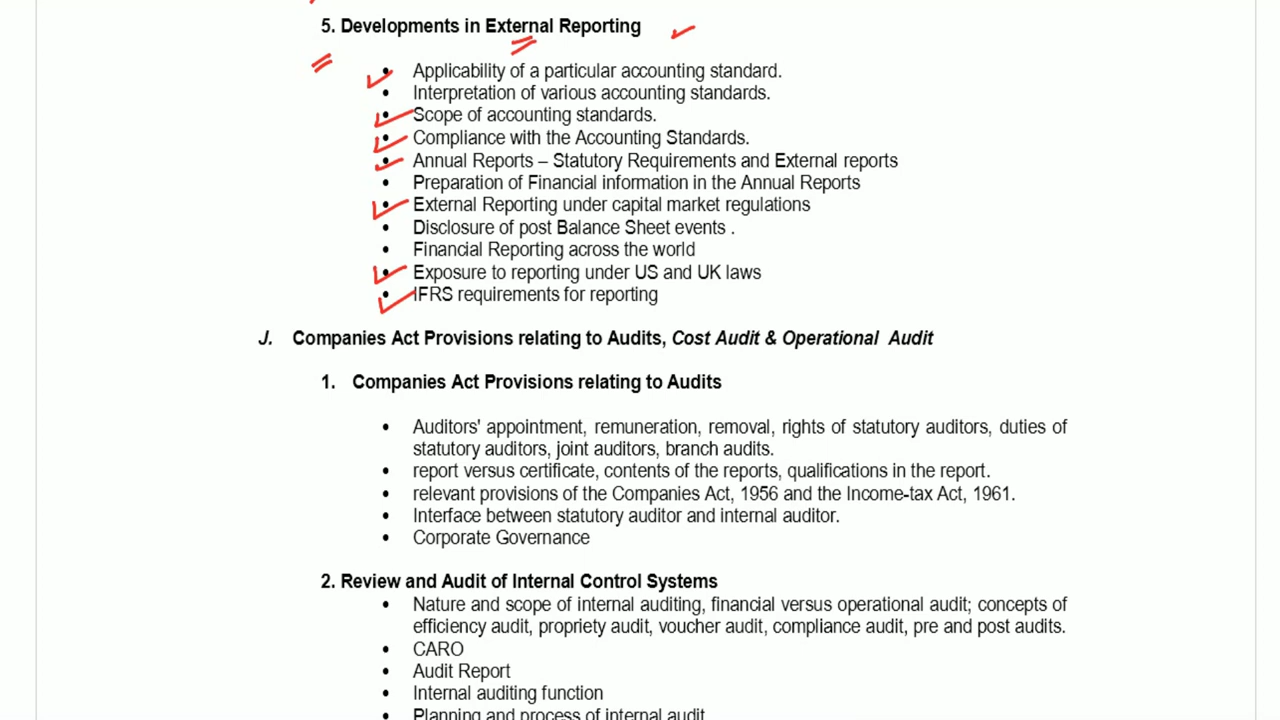 5. Developments in External Reporting
• Applicability of a particular accounting standard.
• Interpretation of various accounting standards.
• Scope of accounting standards.
• Compliance with the Accounting Standards.
• Annual Reports – Statutory Requirements and External reports
• Preparation of Financial information in the Annual Reports
• External Reporting under capital market regulations
• Disclosure of post Balance Sheet events .
• Financial Reporting across the world
• Exposure to reporting under US and UK laws
• IFRS requirements for reporting
J. Companies Act Provisions relating to Audits, Cost Audit & Operational Audit
1. Companies Act Provisions relating to Audits
• Auditors' appointment, remuneration, removal, rights of statutory auditors, duties of
statutory auditors, joint auditors, branch audits.
• report versus certificate, contents of the reports, qualifications in the report.
• relevant provisions of the Companies Act, 1956 and the Income-tax Act, 1961.
• Interface between statutory auditor and internal auditor.
• Corporate Governance
2. Review and Audit of Internal Control Systems
• Nature and scope of internal auditing, financial versus operational audit; concepts of
efficiency audit, propriety audit, voucher audit, compliance audit, pre and post audits.
• CARO
• Audit Report
• Internal auditing function
• Planning and process of internal audit